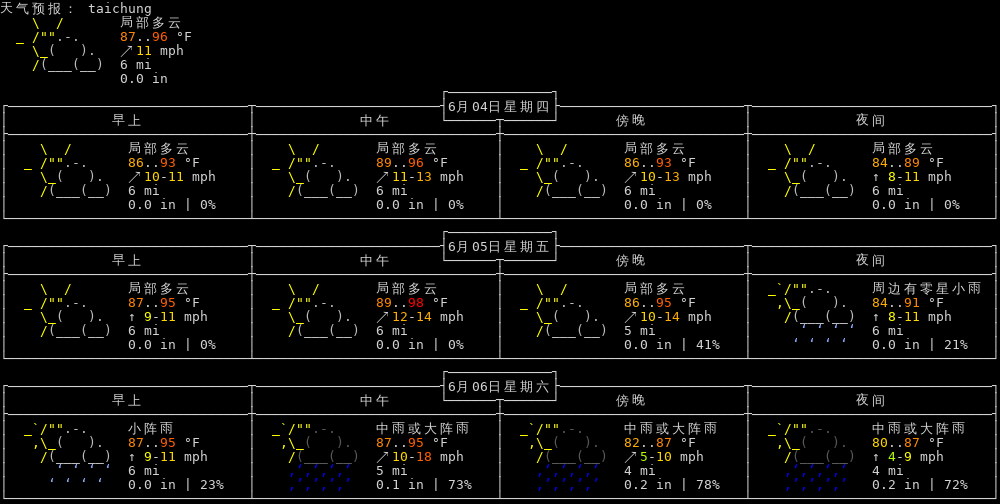 天气预报： taichung
局部多云
87..96 °F
↗11 mph
6 mi
0.0 in
6月04日星期四
早上 中午 傍晚 夜间
局部多云 局部多云 局部多云 局部多云
86..93 °F 89..96 °F 86..93 °F 84..89 °F
↗10-11 mph ↗11-13 mph ↗10-13 mph ↑ 8-11 mph
6 mi 6 mi 6 mi 6 mi
0.0 in | 0% 0.0 in | 0% 0.0 in | 0% 0.0 in | 0%
6月05日星期五
早上 中午 傍晚 夜间
局部多云 局部多云 局部多云 周边有零星小雨
87..95 °F 89..98 °F 86..95 °F 84..91 °F
↑ 9-11 mph ↗12-14 mph ↗10-14 mph ↑ 8-11 mph
6 mi 6 mi 5 mi 6 mi
0.0 in | 0% 0.0 in | 0% 0.0 in | 41% 0.0 in | 21%
6月06日星期六
早上 中午 傍晚 夜间
小阵雨 中雨或大阵雨 中雨或大阵雨 中雨或大阵雨
87..95 °F 87..95 °F 82..87 °F 80..87 °F
↑ 9-11 mph ↗10-18 mph ↗5-10 mph ↑ 4-9 mph
6 mi 5 mi 4 mi 4 mi
0.0 in | 23% 0.1 in | 73% 0.2 in | 78% 0.2 in | 72%